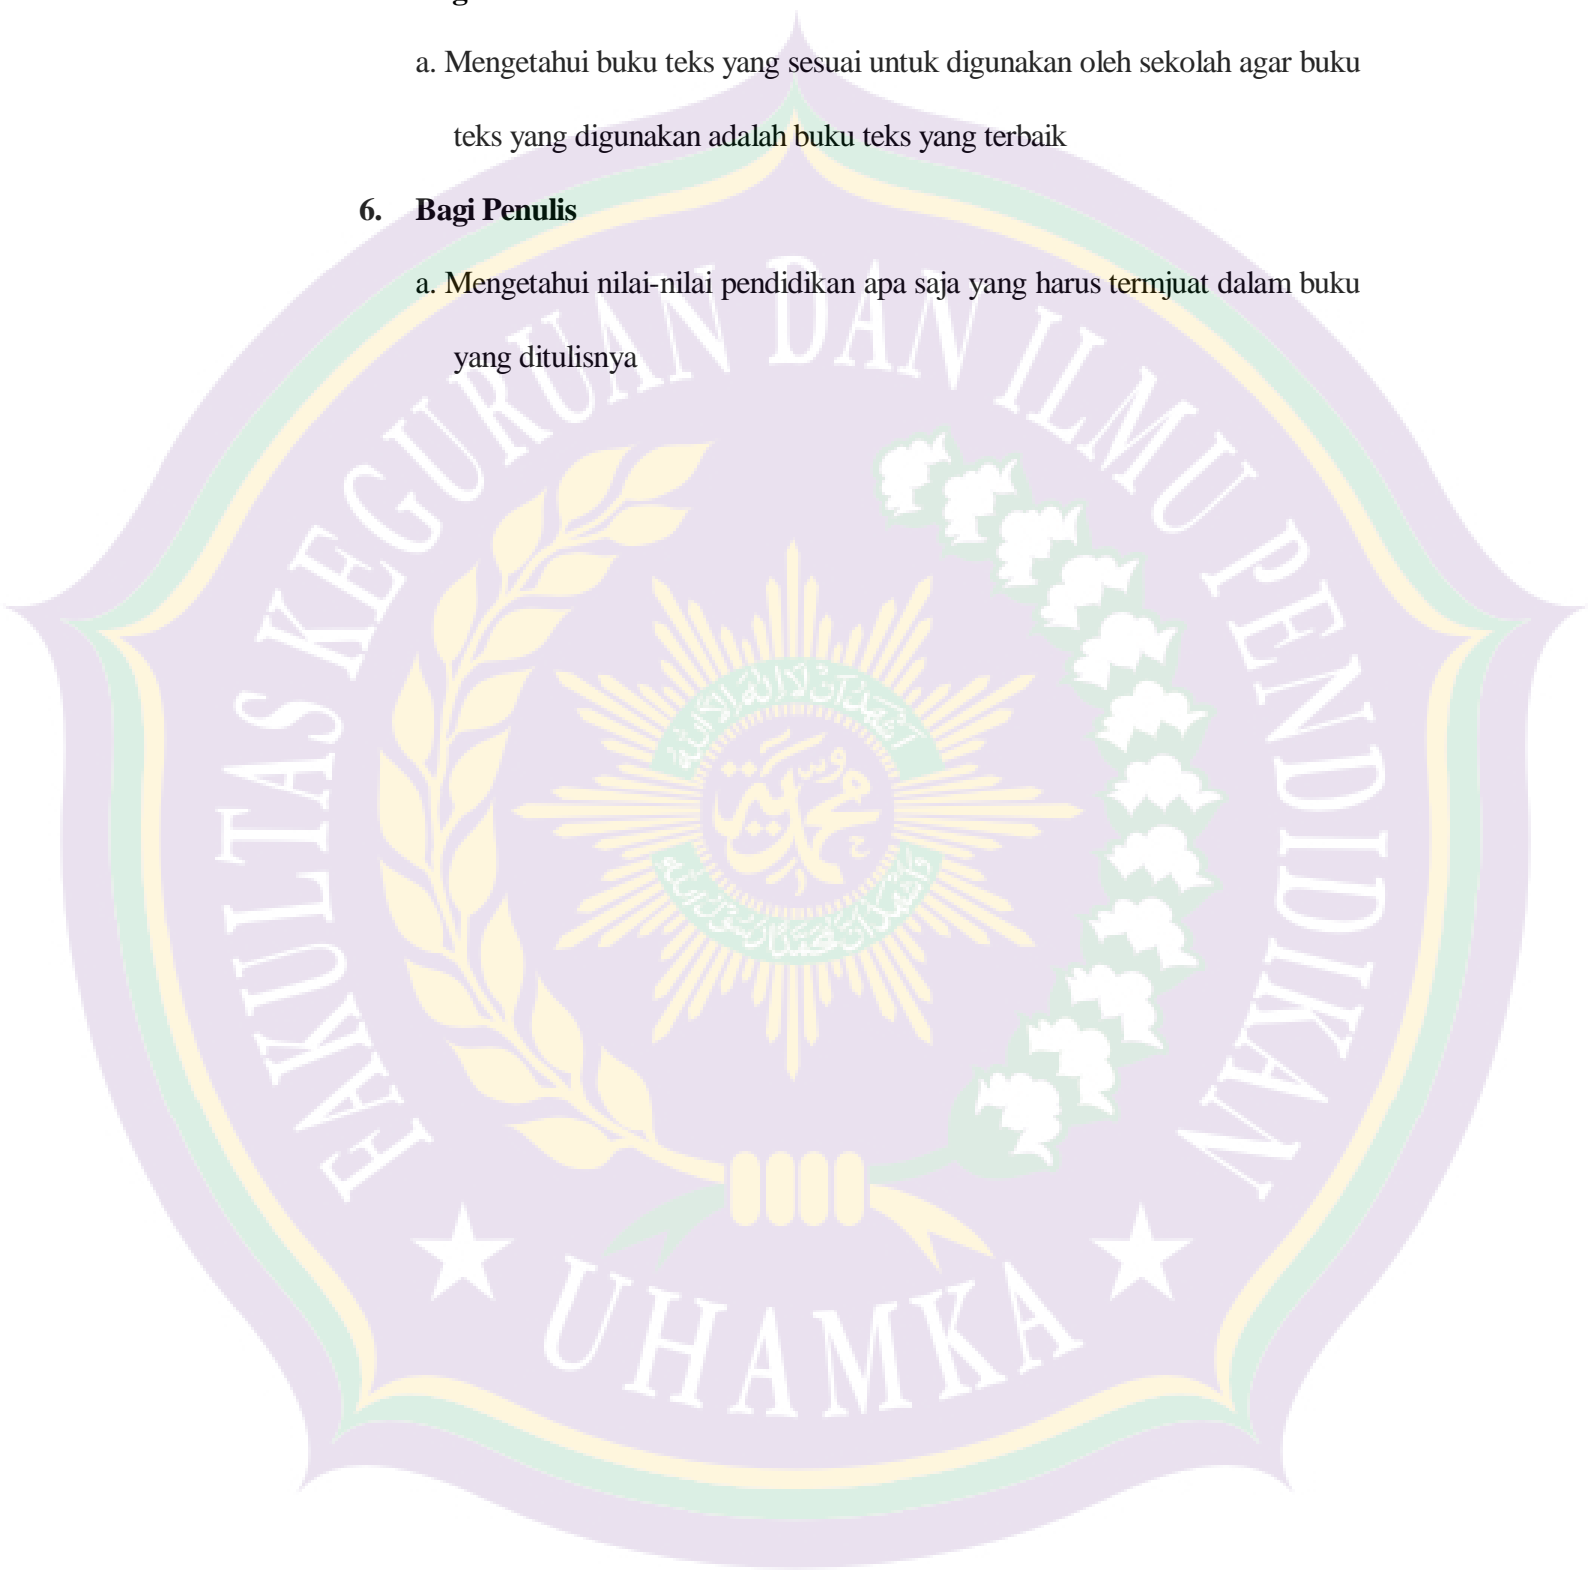 a. Mengetahui buku teks yang sesuai untuk digunakan oleh sekolah agar buku
teks yang digunakan adalah buku teks yang terbaik
6. Bagi Penulis
a. Mengetahui nilai-nilai pendidikan apa saja yang harus termjuat dalam buku
yang ditulisnya
FAKULTAS KEGURUAN DAN ILMU PENDIDIKAN
محمدية
UHAMKA